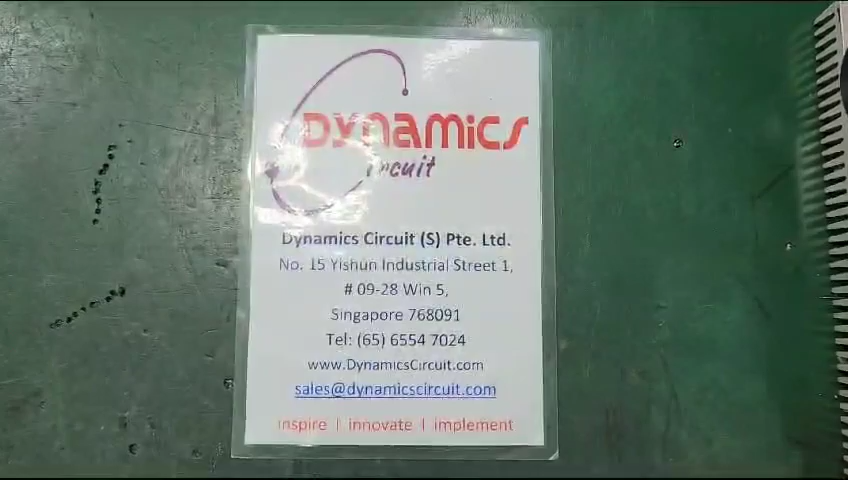 Dynamics
Circuit
Dynamics Circuit (S) Pte. Ltd.
No. 15 Yishun Industrial Street 1,
# 09-28 Win 5,
Singapore 768091
Tel: (65) 6554 7024
www.DynamicsCircuit.com
sales@dynamicscircuit.com
Inspire I Innovate I Implement